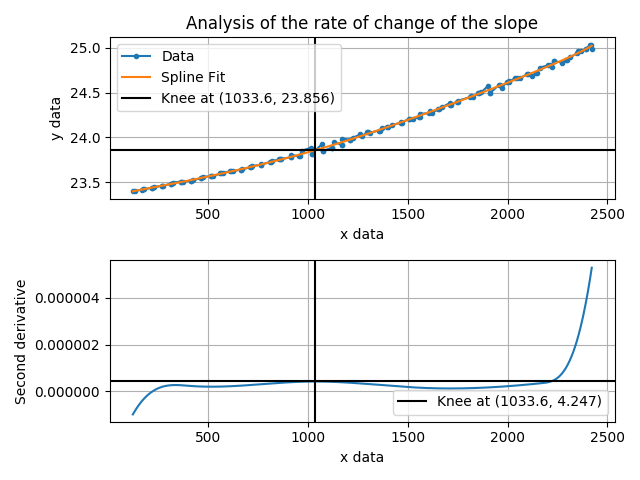 Analysis of the rate of change of the slope
Data
Spline Fit
Knee at (1033.6, 23.856)
y data
25.0
24.5
24.0
23.5
500
1000
1500
2000
2500
x data
Second derivative
0.000004
0.000002
0.000000
Knee at (1033.6, 4.247)
500
1000
1500
2000
2500
x data